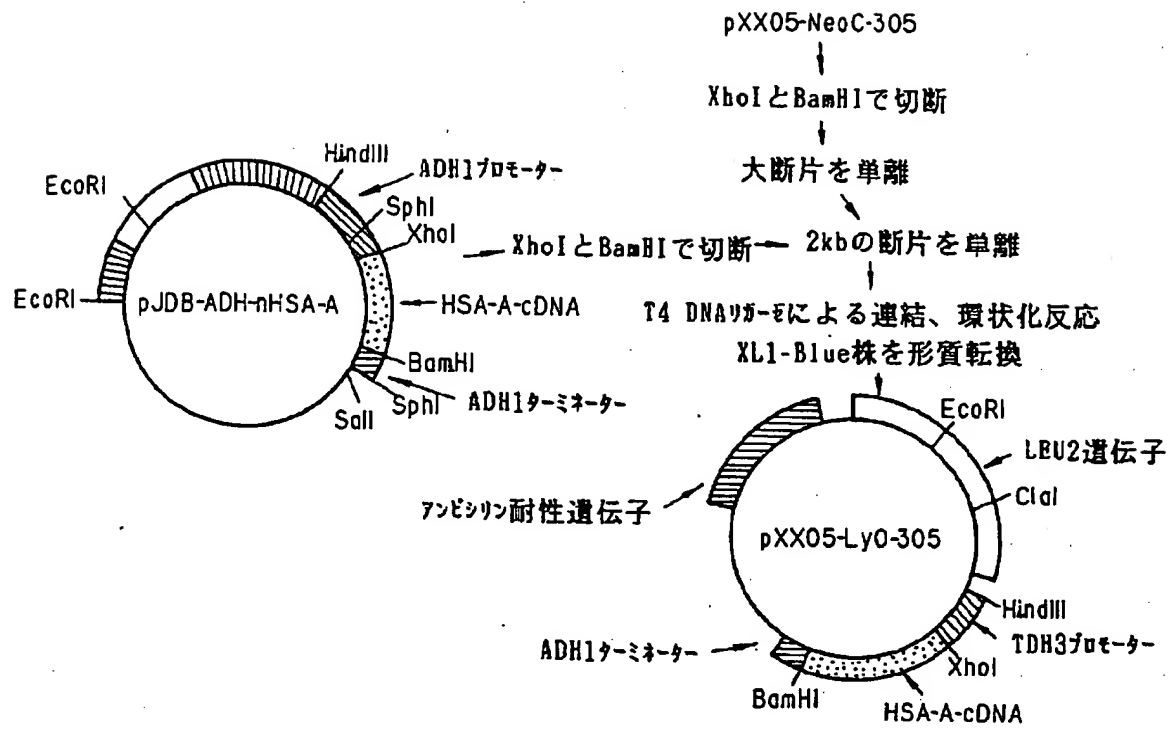 pXX05-NeoC-305
XhoIとBamHIで切断
大断片を単離
HindIII
ADH1プロモーター
EcoRI
SphI
XhoI
XhoIとBamHIで切断
2kbの断片を単離
EcoRI
pJDB-ADH-nHSA-A
HSA-A-cDNA
T4 DNAリガーゼによる連結、環状化反応
XL1-Blue株を形質転換
BamHI
SphI
ADH1ターミネーター
SalI
EcoRI
LEU2遺伝子
ClaI
アンピシリン耐性遺伝子
pXX05-LyO-305
HindIII
TDH3プロモーター
ADH1ターミネーター
XhoI
BamHI
HSA-A-cDNA